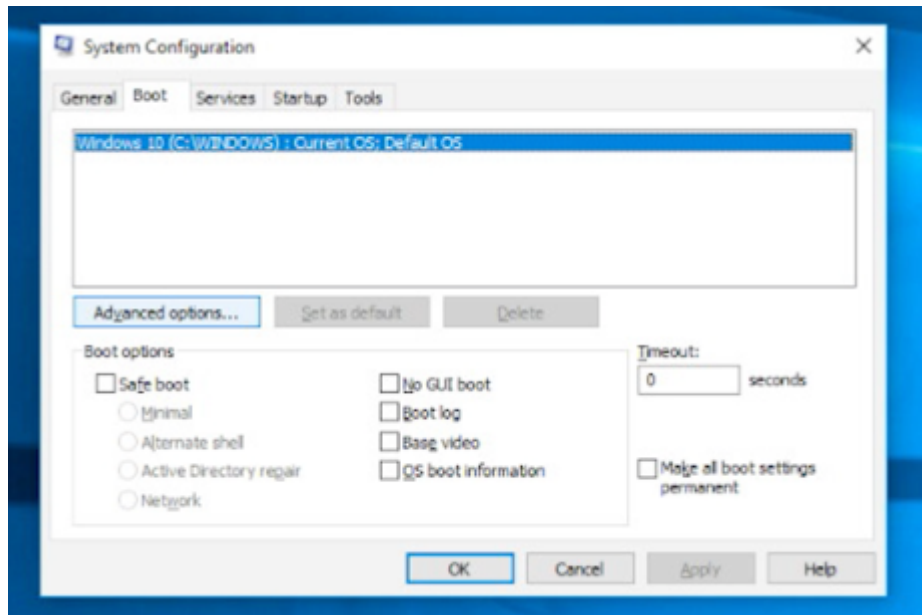 System Configuration
General Boot Services Startup Tools
Windows 10 (C:\WINDOWS) : Current OS; Default OS
Advanced options... Set as default Delete
Boot options
Timeout:
Safe boot No GUI boot 0 seconds
Minimal Boot log
Alternate shell Base video
Active Directory repair OS boot information Make all boot settings
permanent
Network
OK Cancel Apply Help